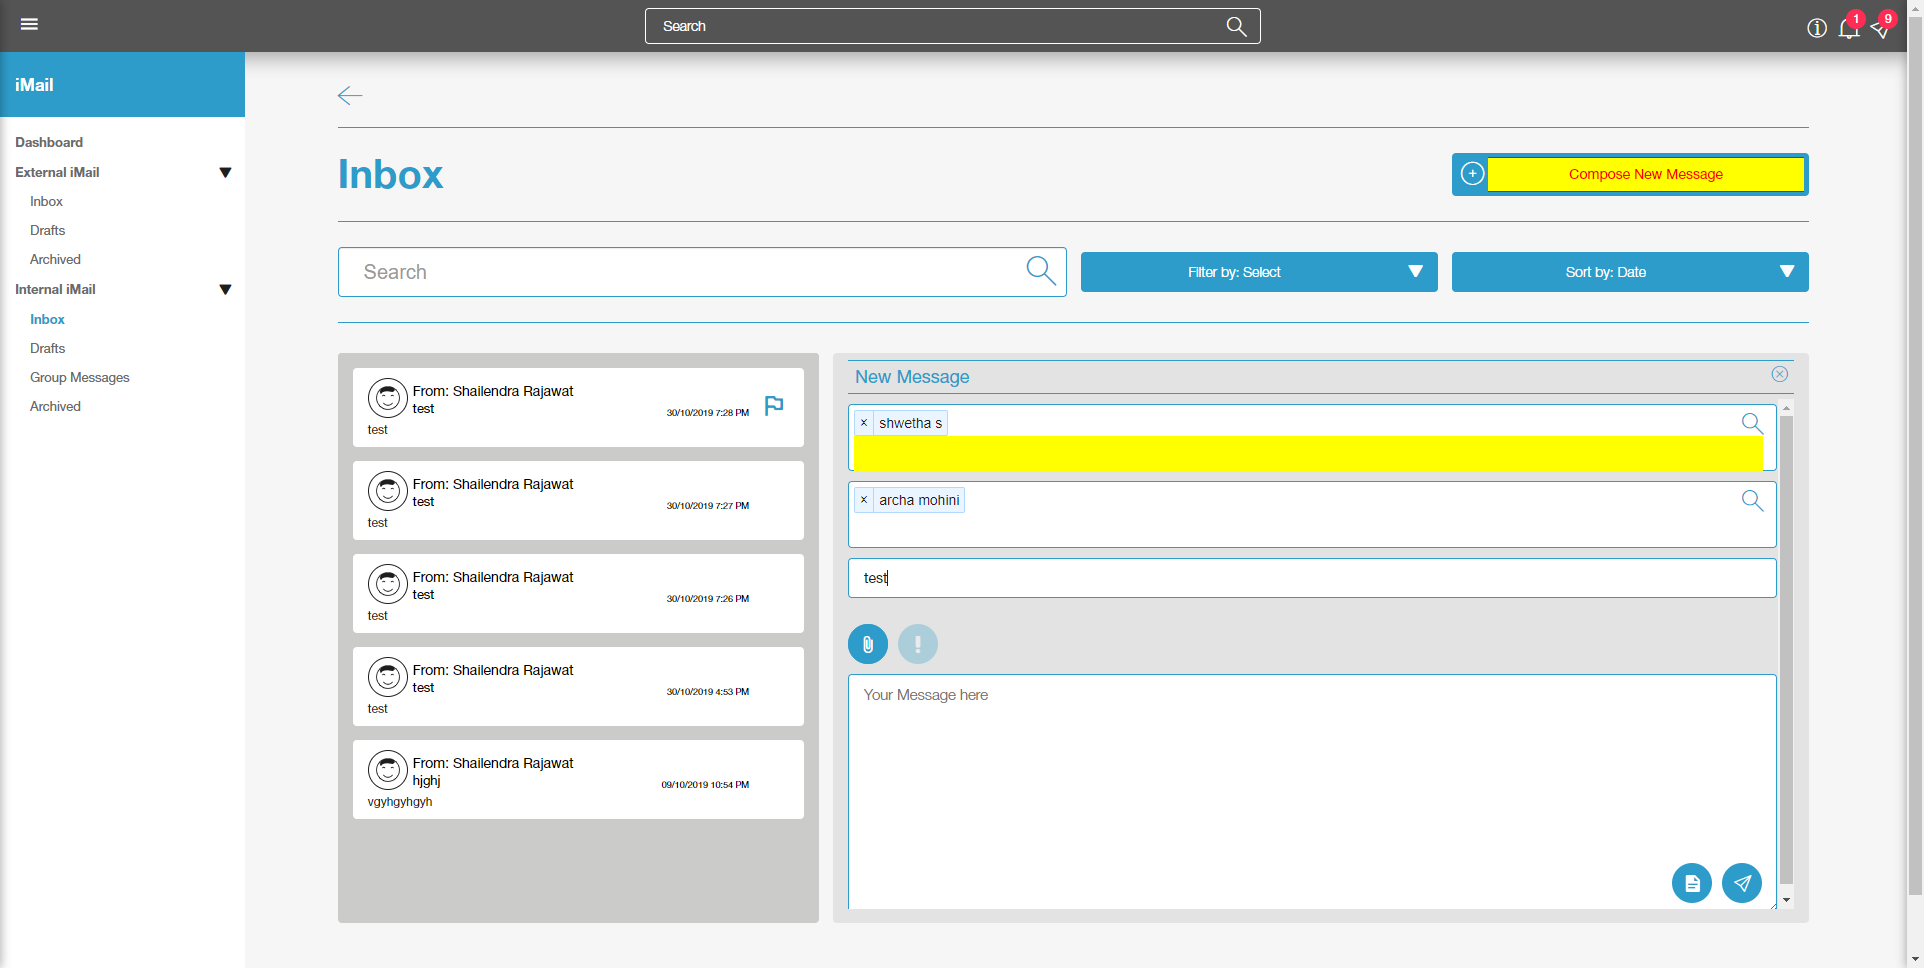 Search
1
9
iMail
Dashboard
External iMail
Inbox
Drafts
Archived
Internal iMail
Inbox
Drafts
Group Messages
Archived
Inbox
Compose New Message
Search
Filter by: Select
Sort by: Date
From: Shailendra Rajawat
test
30/10/2019 7:28 PM
test
From: Shailendra Rajawat
test
30/10/2019 7:27 PM
test
From: Shailendra Rajawat
test
30/10/2019 7:26 PM
test
From: Shailendra Rajawat
test
30/10/2019 4:53 PM
test
From: Shailendra Rajawat
hjghj
09/10/2019 10:54 PM
vgyhgyhgyh
New Message
× shwetha s
× archa mohini
test
Your Message here